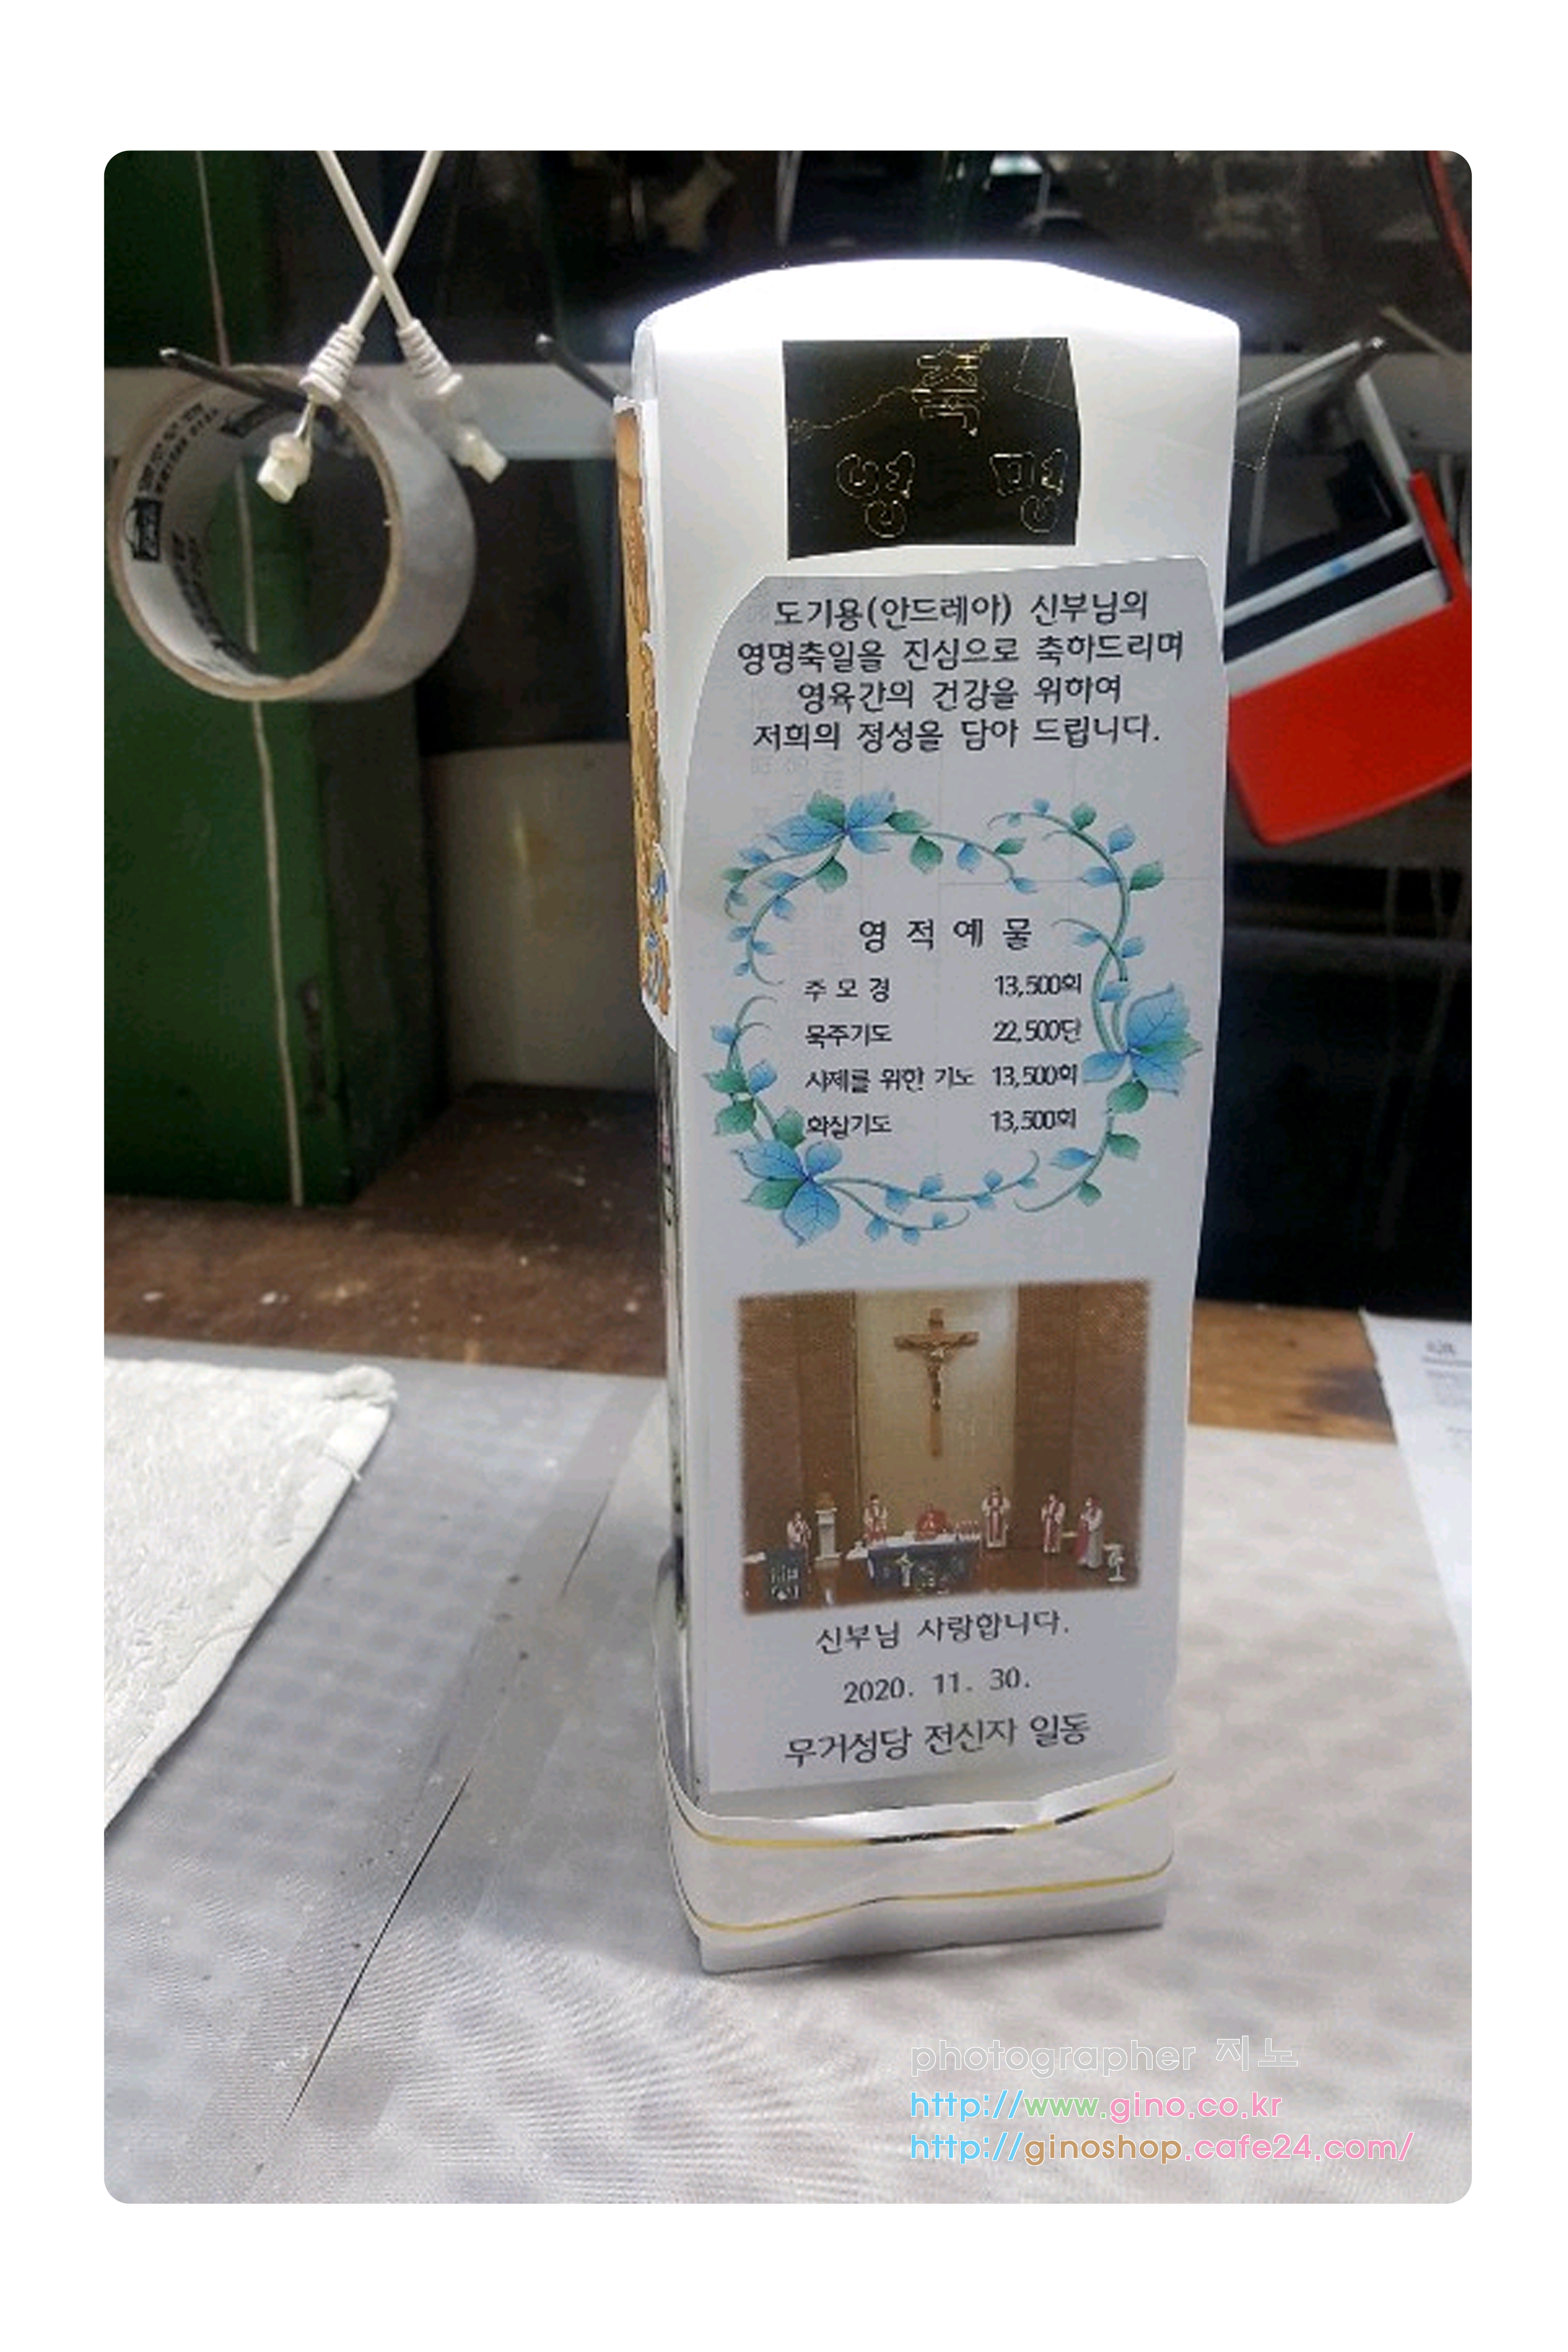 축
영 명
도기용(안드레아) 신부님의
영명축일을 진심으로 축하드리며
영육간의 건강을 위하여
저희의 정성을 담아 드립니다.
영 적 예 물
주 모 경 13,500회
묵주기도 22,500단
사제를 위한 기도 13,500회
화살기도 13,500회
신부님 사랑합니다.
2020. 11. 30.
무거성당 전신자 일동
photographer 지노
http://www.gino.co.kr
http://ginoshop.cafe24.com/